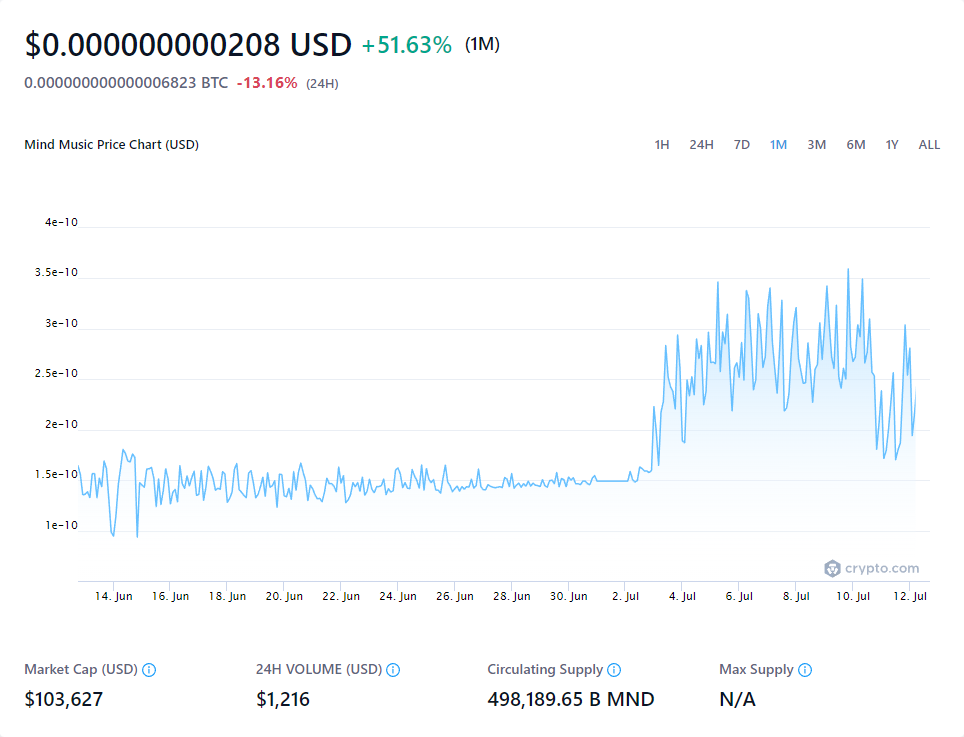 $0.000000000208 USD +51.63% (1M)
0.000000000000006823 BTC -13.16% (24H)
Mind Music Price Chart (USD)
1H 24H 7D 1M 3M 6M 1Y ALL
4e-10
3.5e-10
3e-10
2.5e-10
2e-10
1.5e-10
1e-10
crypto.com
14. Jun 16. Jun 18. Jun 20. Jun 22. Jun 24. Jun 26. Jun 28. Jun 30. Jun 2. Jul 4. Jul 6. Jul 8. Jul 10. Jul 12. Jul
Market Cap (USD) 24H VOLUME (USD) Circulating Supply Max Supply
$103,627 $1,216 498,189.65 B MND N/A